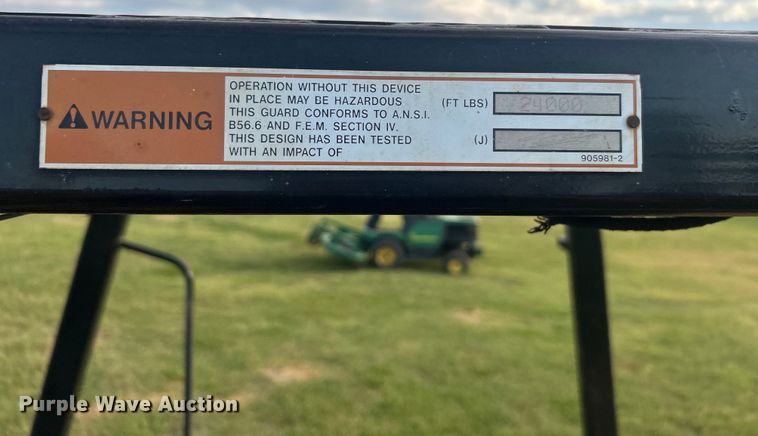 WARNING
OPERATION WITHOUT THIS DEVICE
IN PLACE MAY BE HAZARDOUS
THIS GUARD CONFORMS TO A.N.S.I.
B56.6 AND F.E.M. SECTION IV.
THIS DESIGN HAS BEEN TESTED
WITH AN IMPACT OF
(FT LBS) 24000
(J)
905981-2
Purple Wave Auction